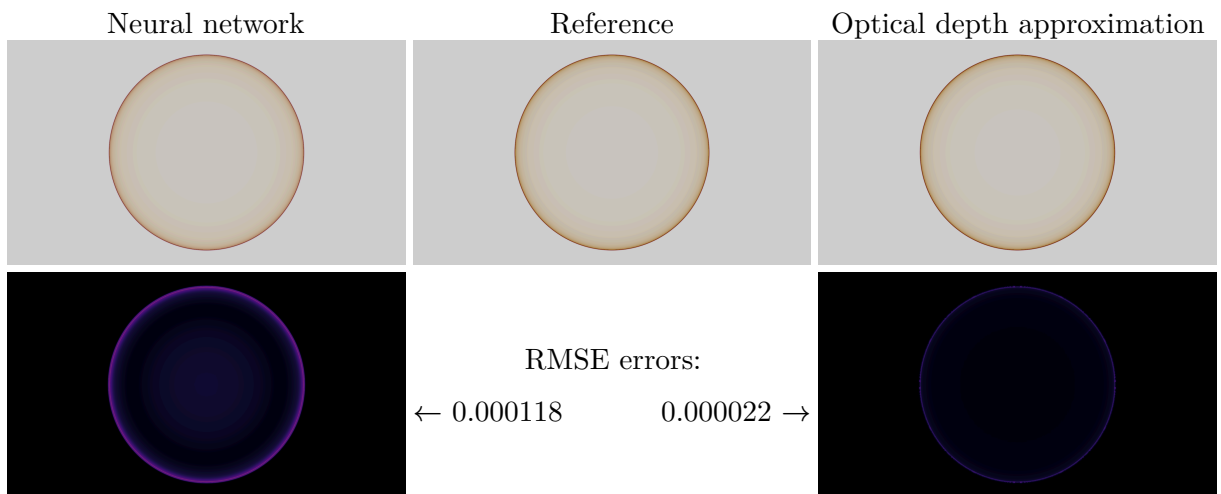 Neural network
Reference
Optical depth approximation
RMSE errors:
← 0.000118
0.000022 →